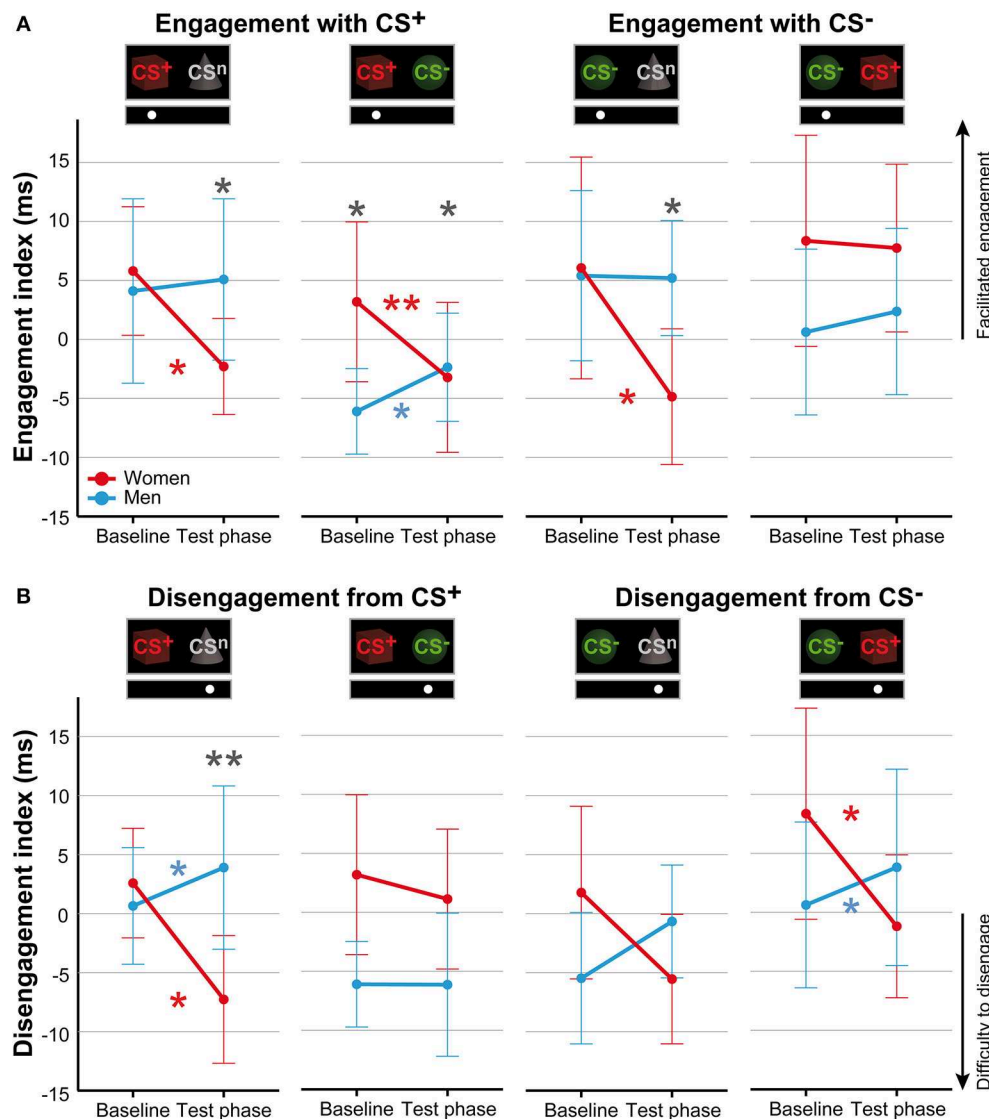 A
Engagement with CS+
Engagement with CS-
CS+ CSn
CS+ CS-
CS- CSn
CS- CS+
Engagement index (ms)
15
10
5
0
-5
-10
-15
* * * *
** 
* * *
Women
Men
Facilitated engagement
Baseline Test phase
Baseline Test phase
Baseline Test phase
Baseline Test phase
B
Disengagement from CS+
Disengagement from CS-
CS+ CSn
CS+ CS-
CS- CSn
CS- CS+
Disengagement index (ms)
15
10
5
0
-5
-10
-15
**
* *
* *
Difficulty to disengage
Baseline Test phase
Baseline Test phase
Baseline Test phase
Baseline Test phase